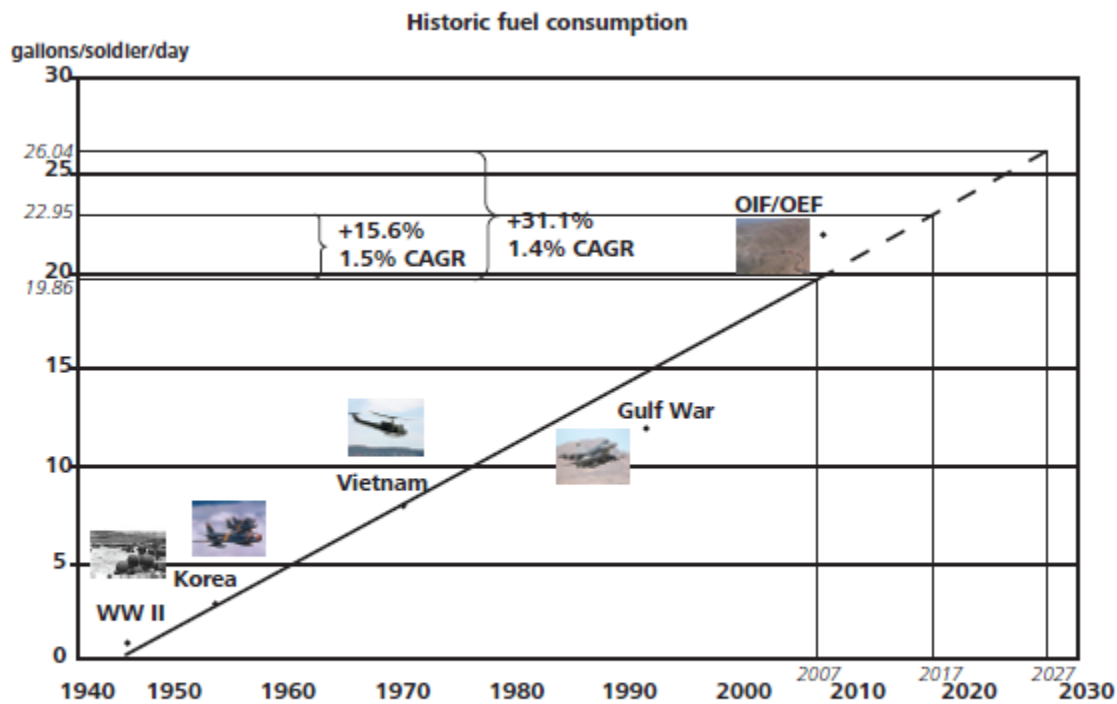 Historic fuel consumption
gallons/soldier/day
30
26.04
25
22.95
OIF/OEF
+15.6%
1.5% CAGR
+31.1%
1.4% CAGR
20
19.86
15
Gulf War
10
Vietnam
5
Korea
WW II
0
2007 2017 2027
1940 1950 1960 1970 1980 1990 2000 2010 2020 2030